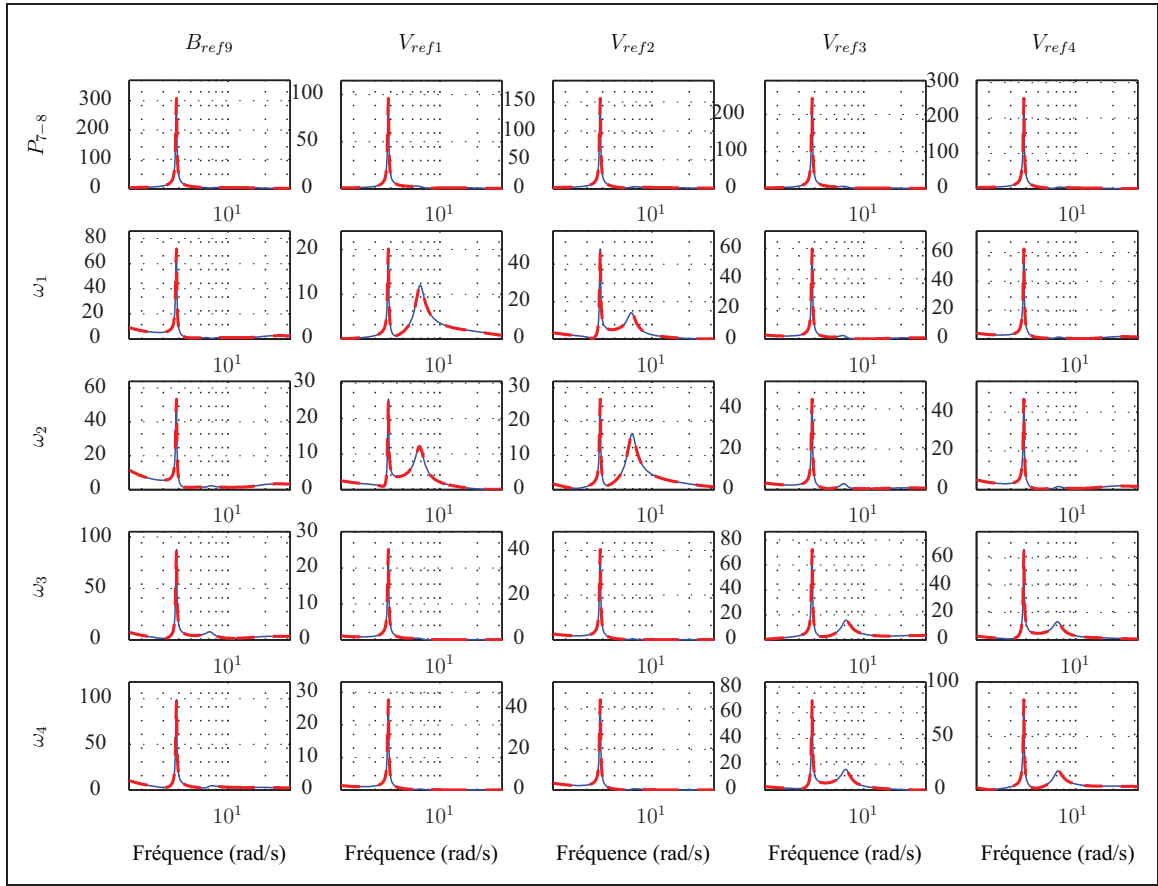 B_{ref9} V_{ref1} V_{ref2} V_{ref3} V_{ref4}
P_{7-8}
300 200 100 0
100 50 0
150 100 50 0
200 100 0
300 200 100 0
10^1 10^1 10^1 10^1 10^1
ω_1
80 60 40 20 0
20 10 0
40 20 0
60 40 20 0
60 40 20 0
10^1 10^1 10^1 10^1 10^1
ω_2
60 40 20 0
30 20 10 0
30 20 10 0
40 20 0
40 20 0
10^1 10^1 10^1 10^1 10^1
ω_3
100 50 0
30 20 10 0
40 20 0
80 60 40 20 0
60 40 20 0
10^1 10^1 10^1 10^1 10^1
ω_4
100 50 0
30 20 10 0
40 20 0
80 60 40 20 0
100 50 0
10^1 10^1 10^1 10^1 10^1
Fréquence (rad/s) Fréquence (rad/s) Fréquence (rad/s) Fréquence (rad/s) Fréquence (rad/s)